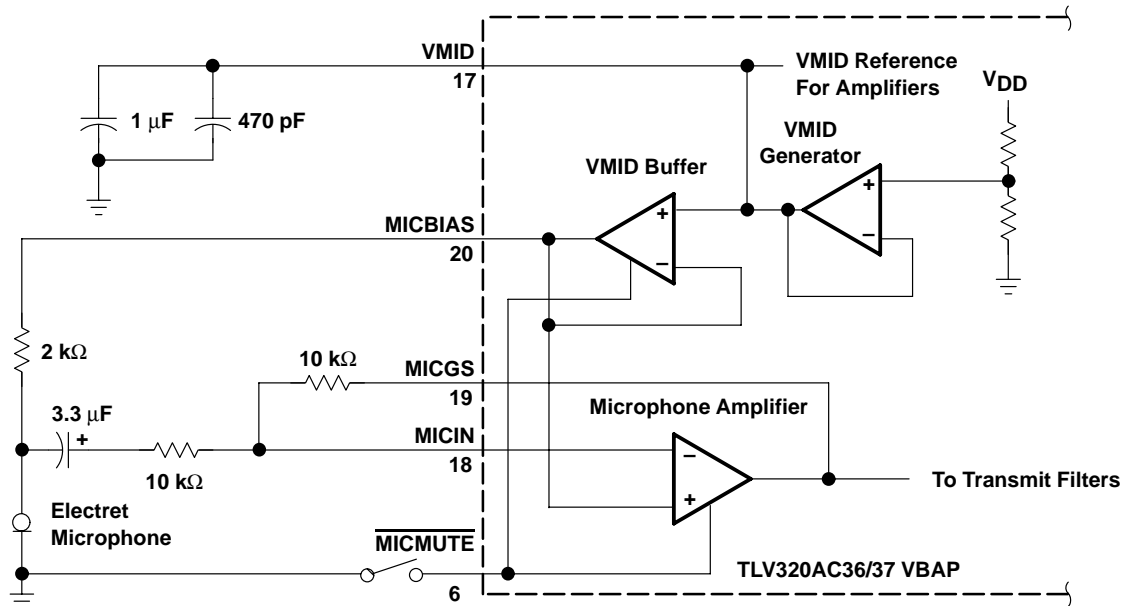 VMID
17
VMID Reference
For Amplifiers
VDD
1 μF
470 pF
VMID
Generator
VMID Buffer
+
−
+
−
MICBIAS
20
2 kΩ
10 kΩ
MICGS
19
Microphone Amplifier
3.3 μF
+
MICIN
18
10 kΩ
−
+
To Transmit Filters
Electret
Microphone
MICMUTE
6
TLV320AC36/37 VBAP